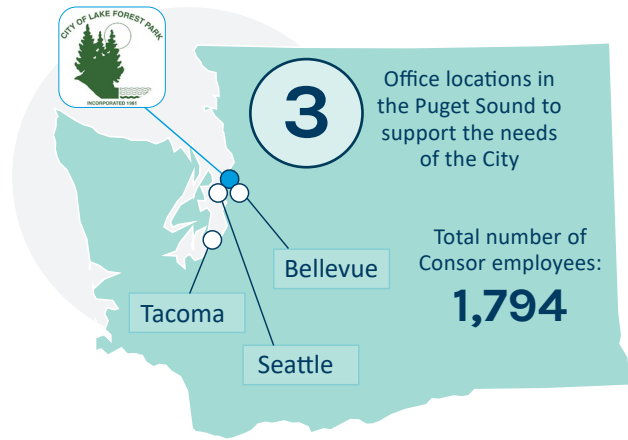 CITY OF LAKE FOREST PARK
INCORPORATED 1961
3
Office locations in
the Puget Sound to
support the needs
of the City
Total number of
Consor employees:
1,794
Bellevue
Tacoma
Seattle